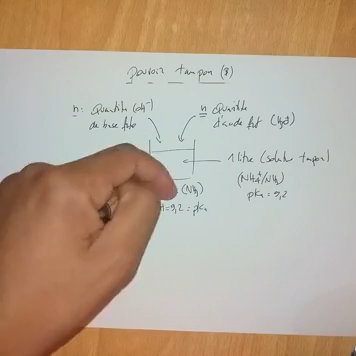 Pouvoir tampon (β)
n: Quantité (OH⁻)
de base forte
n Quantité
d'acide fort (H₃O⁺)
1 litre (solution tampon)
(NH₄⁺/NH₃)
pKa = 9,2
(NH₃)
= 9,2 = pKa